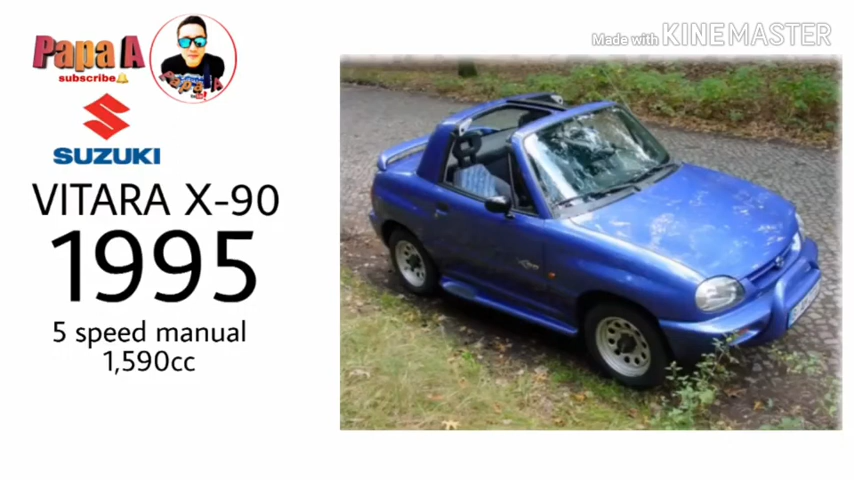 Made with KINEMASTER
Papa A
subscribe
SUZUKI
VITARA X-90
1995
5 speed manual
1,590cc